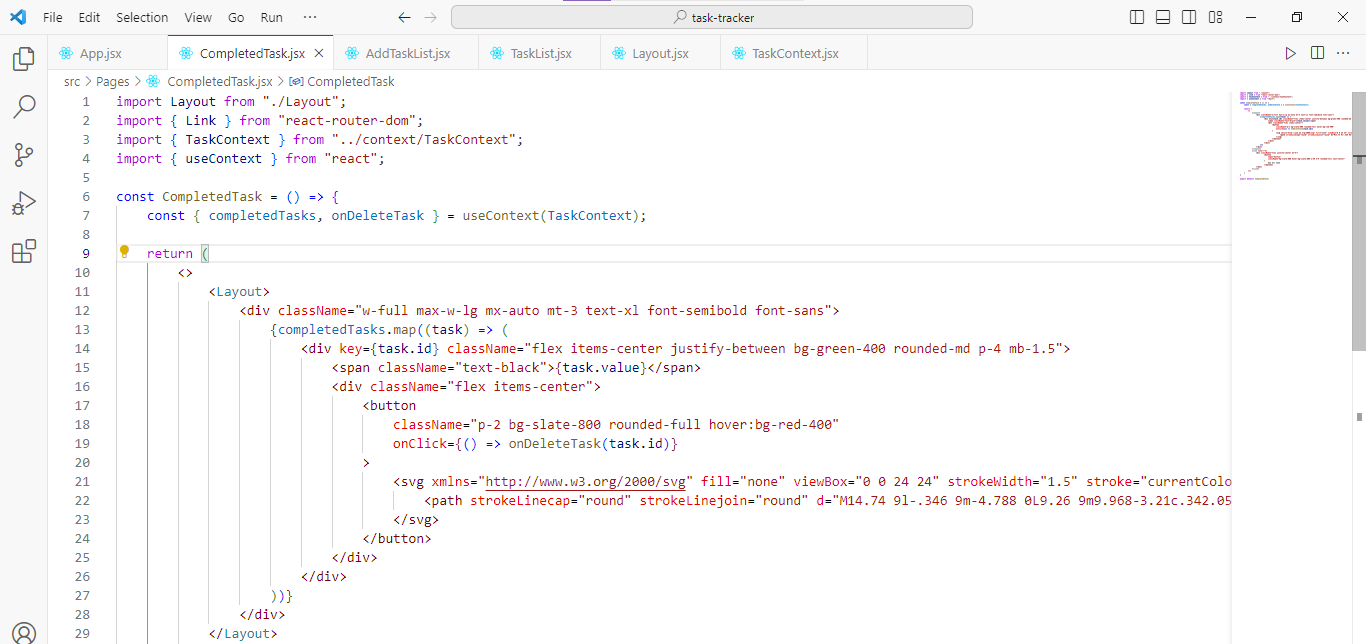 File Edit Selection View Go Run ··· task-tracker
App.jsx CompletedTask.jsx AddTaskList.jsx TaskList.jsx Layout.jsx TaskContext.jsx
src > Pages > CompletedTask.jsx > CompletedTask
1 import Layout from "./Layout";
2 import { Link } from "react-router-dom";
3 import { TaskContext } from "../context/TaskContext";
4 import { useContext } from "react";
5
6 const CompletedTask = () => {
7 const { completedTasks, onDeleteTask } = useContext(TaskContext);
8
9 return (
10 <>
11 <Layout>
12 <div className="w-full max-w-lg mx-auto mt-3 text-xl font-semibold font-sans">
13 {completedTasks.map((task) => (
14 <div key={task.id} className="flex items-center justify-between bg-green-400 rounded-md p-4 mb-1.5">
15 <span className="text-black">{task.value}</span>
16 <div className="flex items-center">
17 <button
18 className="p-2 bg-slate-800 rounded-full hover:bg-red-400"
19 onClick={() => onDeleteTask(task.id)}
20 >
21 <svg xmlns="http://www.w3.org/2000/svg" fill="none" viewBox="0 0 24 24" strokeWidth="1.5" stroke="currentColo
22 <path strokeLinecap="round" strokeLinejoin="round" d="M14.74 9l-.346 9m-4.788 0L9.26 9m9.968-3.21c.342.05
23 </svg>
24 </button>
25 </div>
26 </div>
27 ))}
28 </div>
29 </Layout>